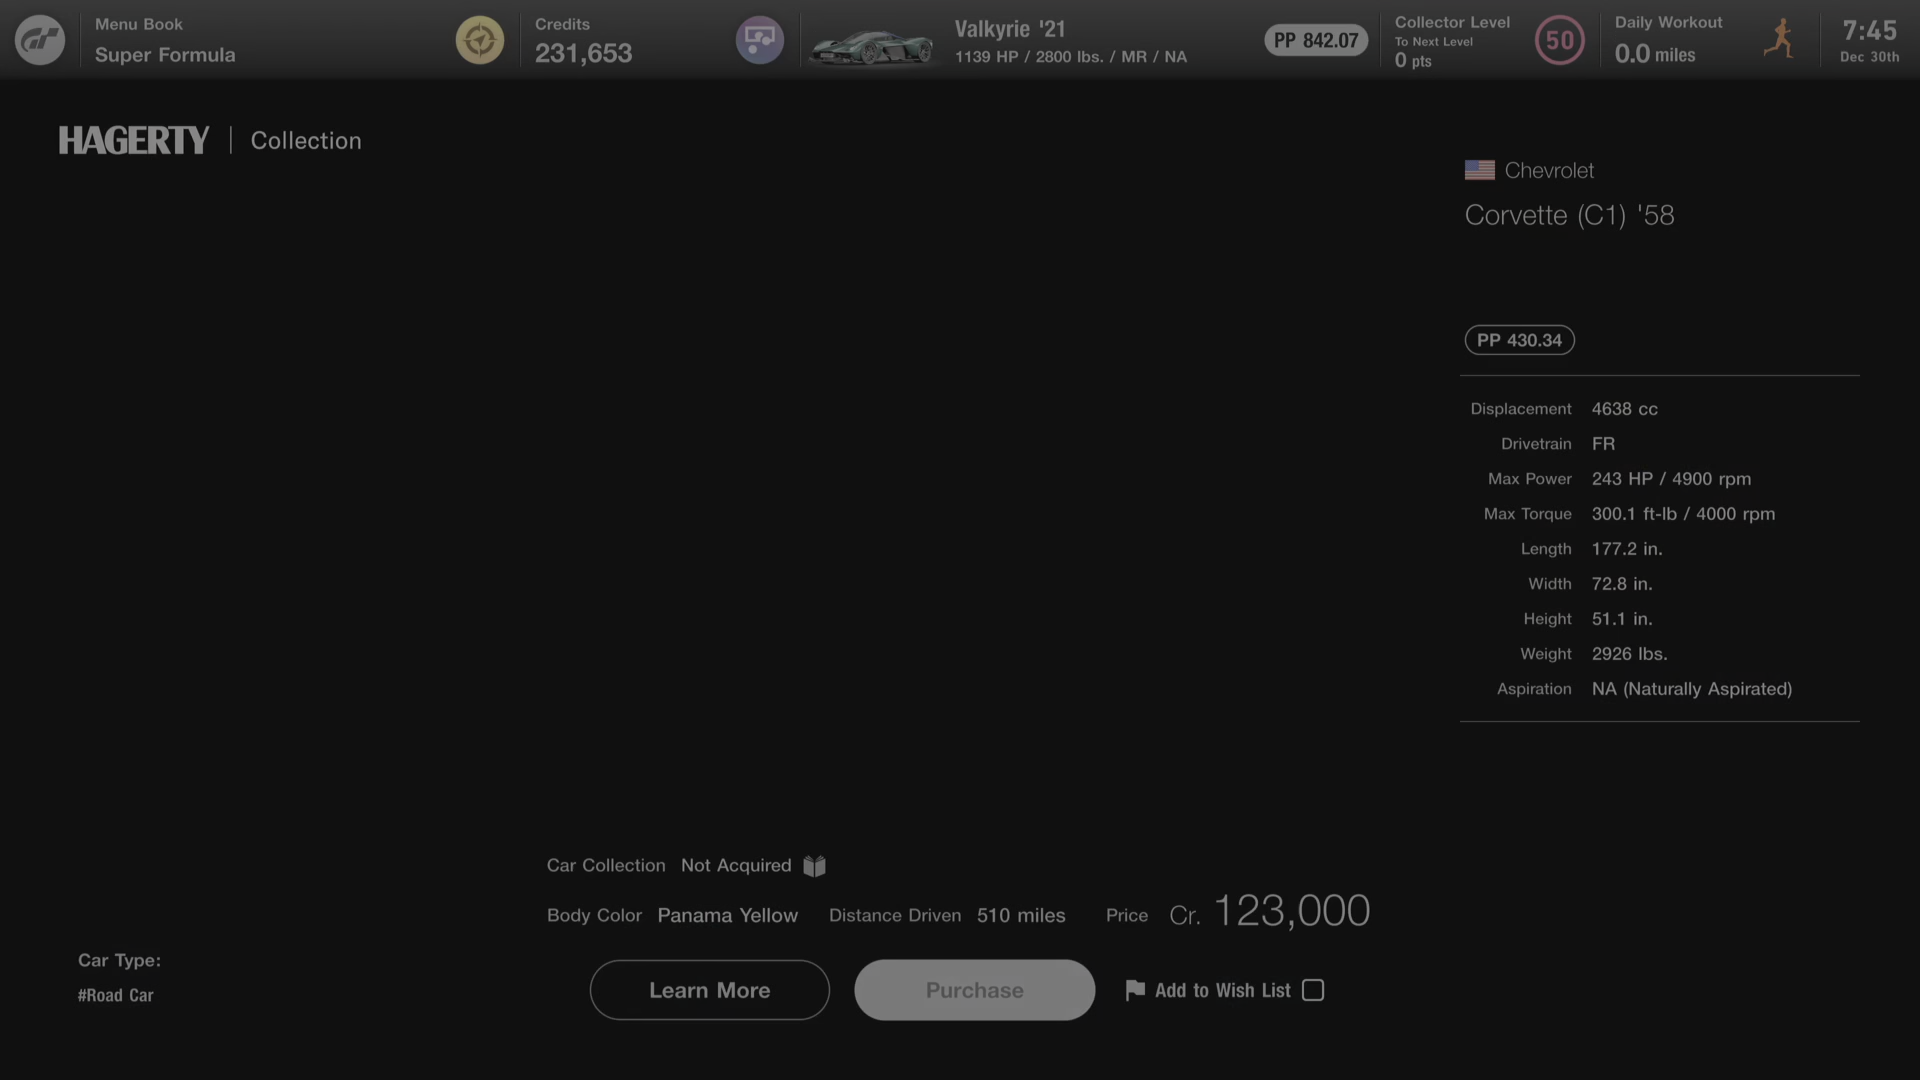 Menu Book
Super Formula
Credits
231,653
Valkyrie '21
1139 HP / 2800 lbs. / MR / NA
PP 842.07
Collector Level
To Next Level
0 pts
50
Daily Workout
0.0 miles
7:45
Dec 30th
HAGERTY | Collection
Chevrolet
Corvette (C1) '58
PP 430.34
Displacement 4638 cc
Drivetrain FR
Max Power 243 HP / 4900 rpm
Max Torque 300.1 ft-lb / 4000 rpm
Length 177.2 in.
Width 72.8 in.
Height 51.1 in.
Weight 2926 lbs.
Aspiration NA (Naturally Aspirated)
Car Collection Not Acquired
Body Color Panama Yellow Distance Driven 510 miles Price Cr. 123,000
Car Type:
#Road Car
Learn More
Purchase
Add to Wish List